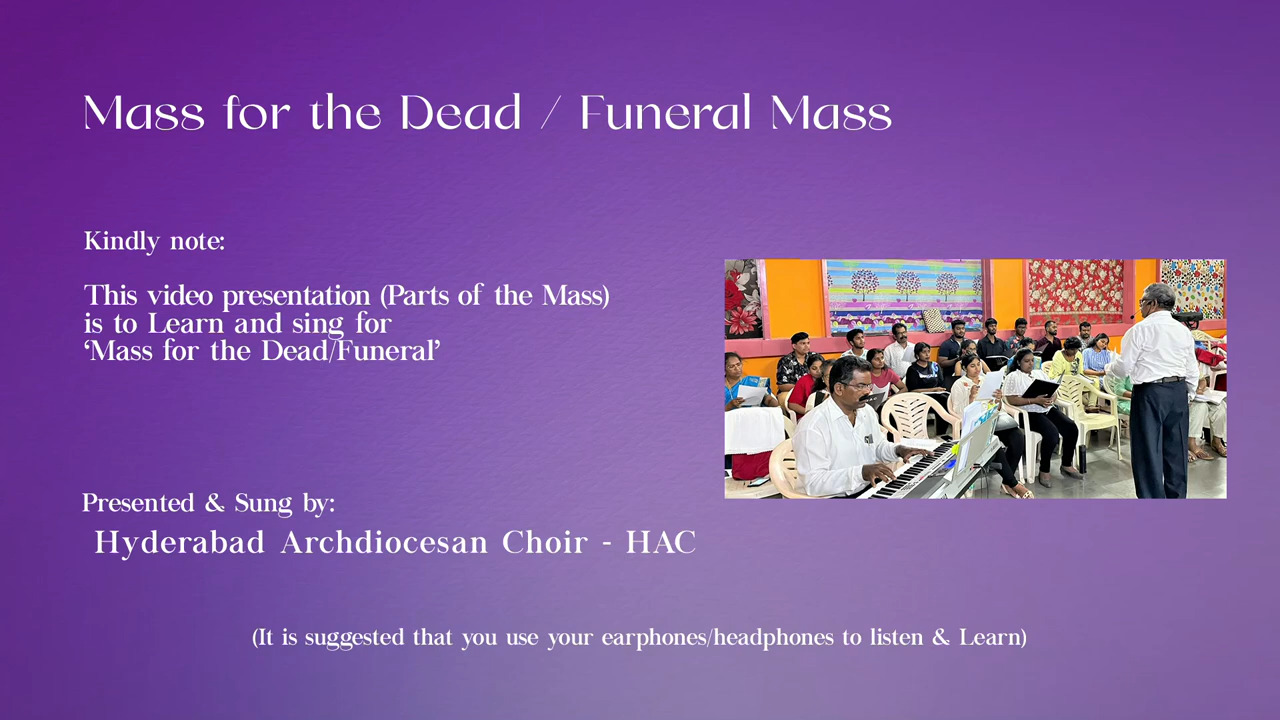 Mass for the Dead / Funeral Mass
Kindly note:
This video presentation (Parts of the Mass)
is to Learn and sing for
‘Mass for the Dead/Funeral’
Presented & Sung by:
Hyderabad Archdiocesan Choir - HAC
(It is suggested that you use your earphones/headphones to listen & Learn)